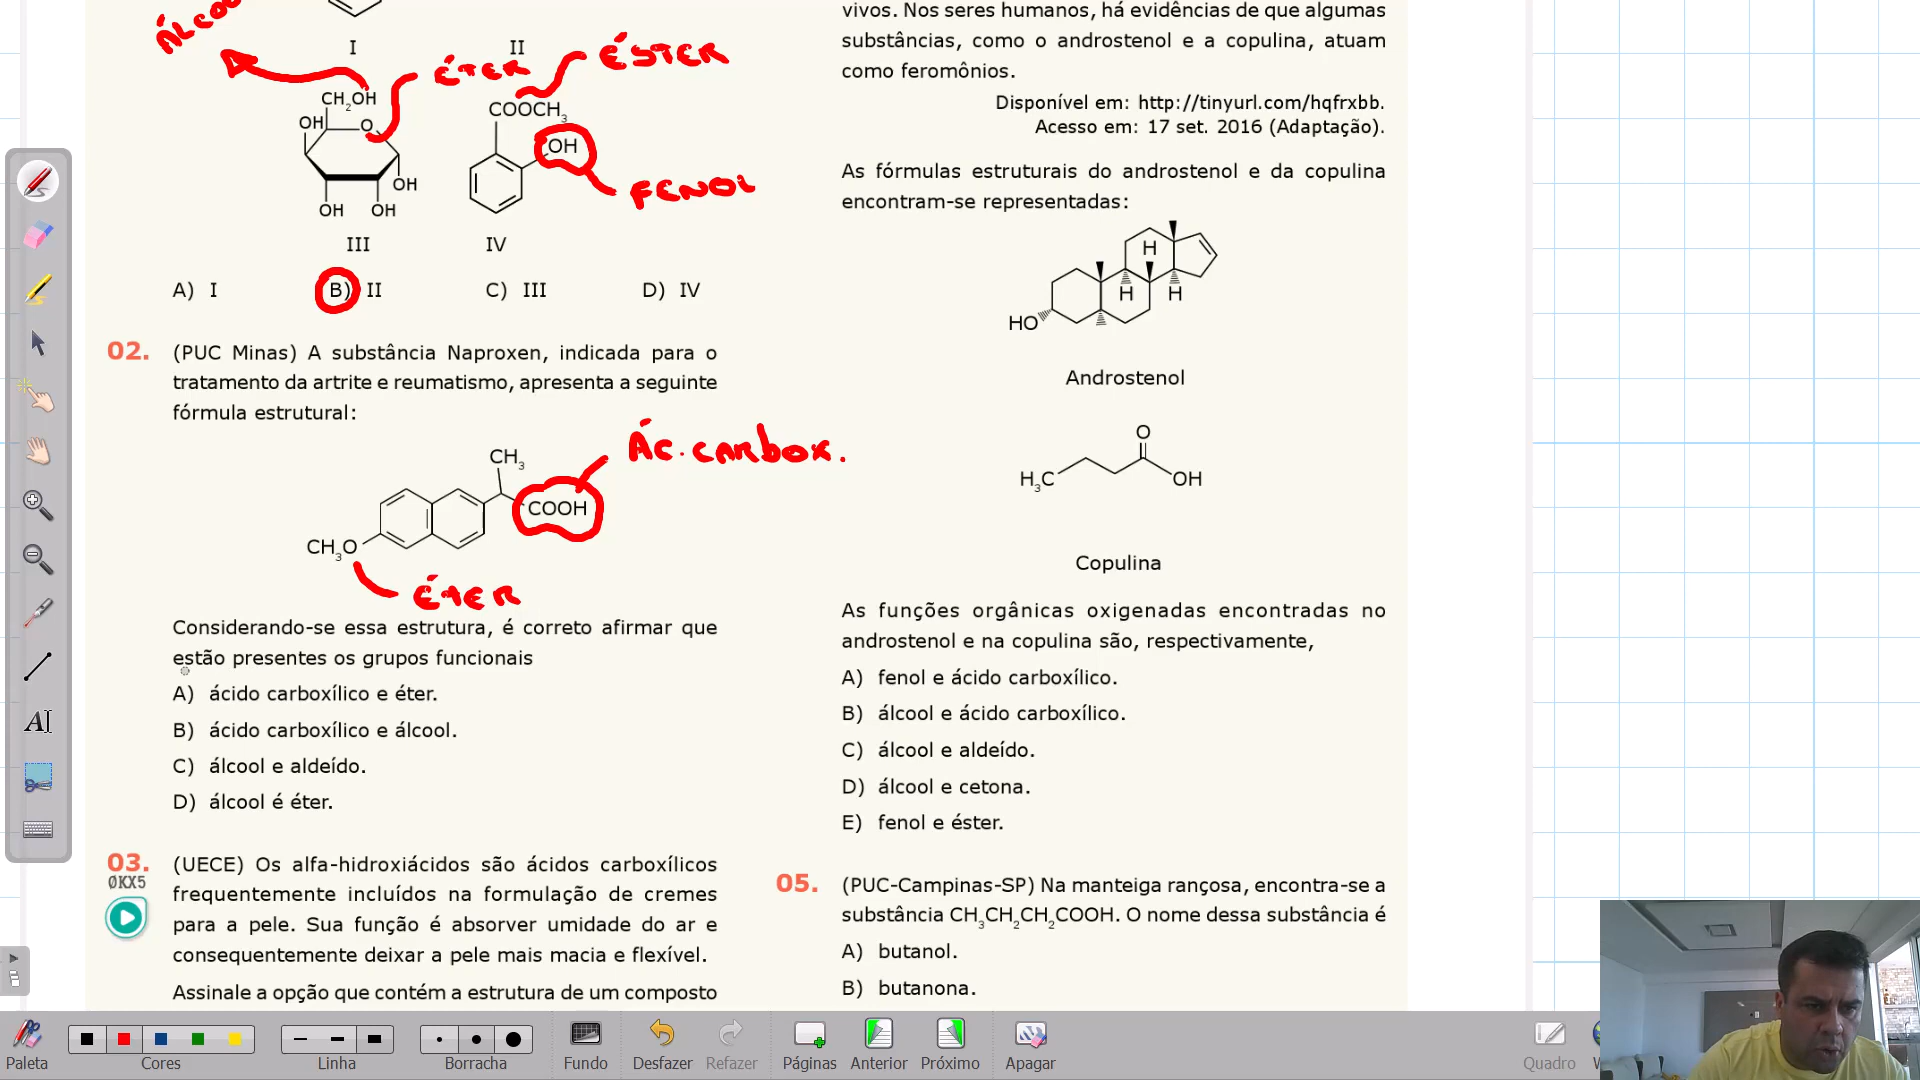 I
II
ÉTER
ÉSTER
CH2OH
OH
O
OH
OH
OH
COOCH3
OH
FENOL
III
IV
A) I
B) II
C) III
D) IV
02. (PUC Minas) A substância Naproxen, indicada para o
tratamento da artrite e reumatismo, apresenta a seguinte
fórmula estrutural:
ÁC. CARBOX.
CH3
COOH
CH3O
ÉTER
Considerando-se essa estrutura, é correto afirmar que
estão presentes os grupos funcionais
A) ácido carboxílico e éter.
B) ácido carboxílico e álcool.
C) álcool e aldeído.
D) álcool é éter.
03. (UECE) Os alfa-hidroxiácidos são ácidos carboxílicos
ØKX5
frequentemente incluídos na formulação de cremes
para a pele. Sua função é absorver umidade do ar e
consequentemente deixar a pele mais macia e flexível.
Assinale a opção que contém a estrutura de um composto
vivos. Nos seres humanos, há evidências de que algumas
substâncias, como o androstenol e a copulina, atuam
como feromônios.
Disponível em: http://tinyurl.com/hqfrxbb.
Acesso em: 17 set. 2016 (Adaptação).
As fórmulas estruturais do androstenol e da copulina
encontram-se representadas:
H
H
H
HO
Androstenol
O
H3C
OH
Copulina
As funções orgânicas oxigenadas encontradas no
androstenol e na copulina são, respectivamente,
A) fenol e ácido carboxílico.
B) álcool e ácido carboxílico.
C) álcool e aldeído.
D) álcool e cetona.
E) fenol e éster.
05. (PUC-Campinas-SP) Na manteiga rançosa, encontra-se a
substância CH3CH2CH2COOH. O nome dessa substância é
A) butanol.
B) butanona.
AI
Paleta
Cores
Linha
Borracha
Fundo
Desfazer
Refazer
Páginas
Anterior
Próximo
Apagar
Quadro